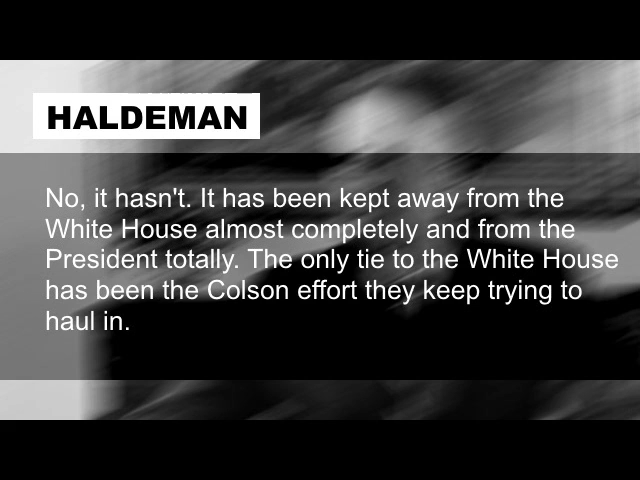 HALDEMAN
No, it hasn't. It has been kept away from the
White House almost completely and from the
President totally. The only tie to the White House
has been the Colson effort they keep trying to
haul in.